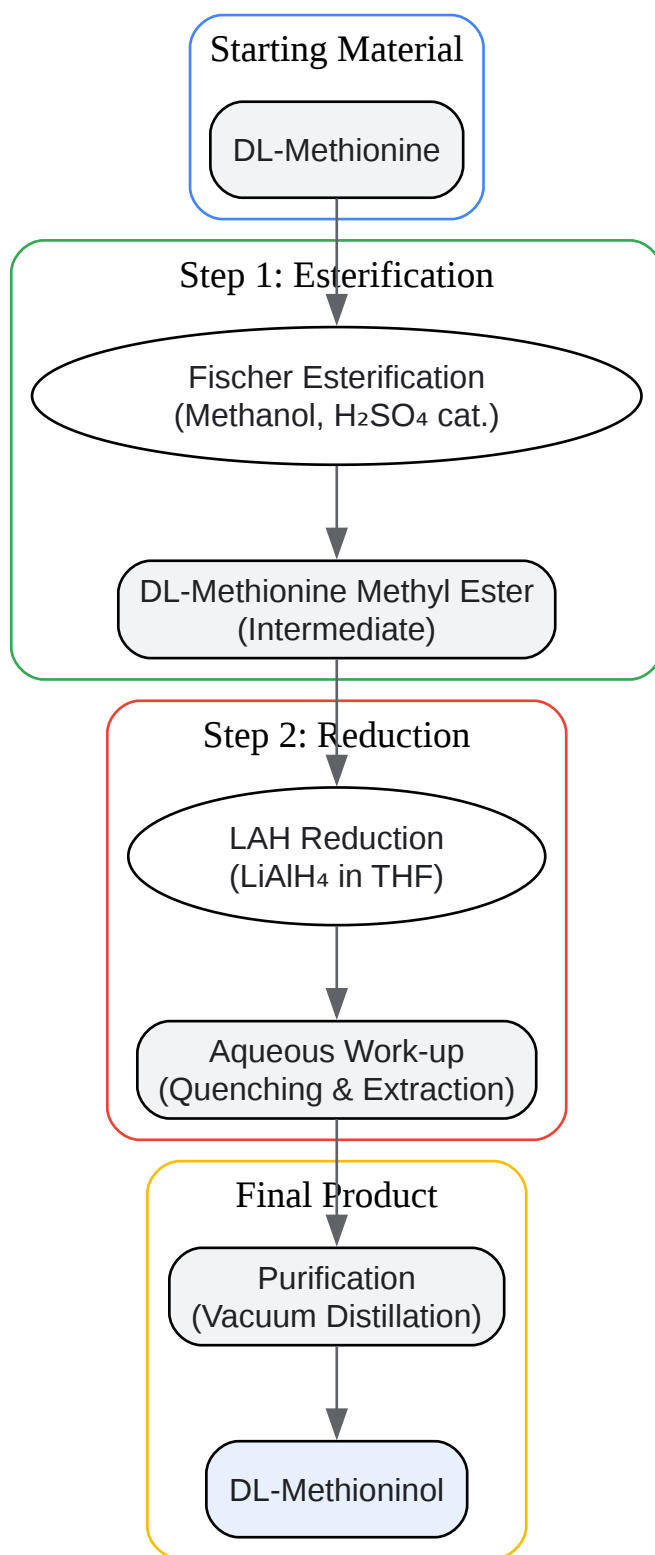 Starting Material
DL-Methionine
Step 1: Esterification
Fischer Esterification
(Methanol, H₂SO₄ cat.)
DL-Methionine Methyl Ester
(Intermediate)
Step 2: Reduction
LAH Reduction
(LiAlH₄ in THF)
Aqueous Work-up
(Quenching & Extraction)
Final Product
Purification
(Vacuum Distillation)
DL-Methioninol